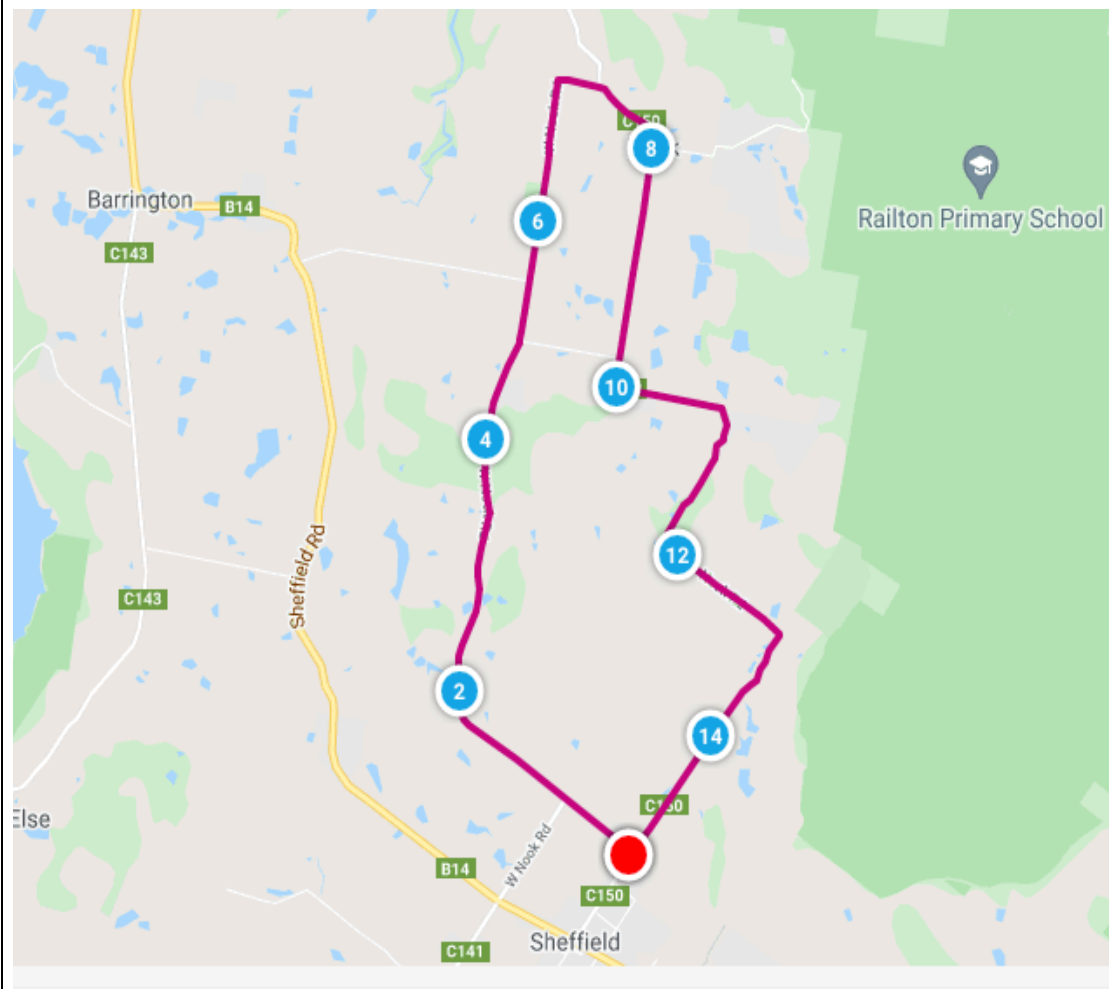 C150
8
Barrington
B14
Railton Primary School
6
C143
10
4
Sheffield Rd
12
C143
2
14
C150
Else
W Nook Rd
B14
C150
Sheffield
C141